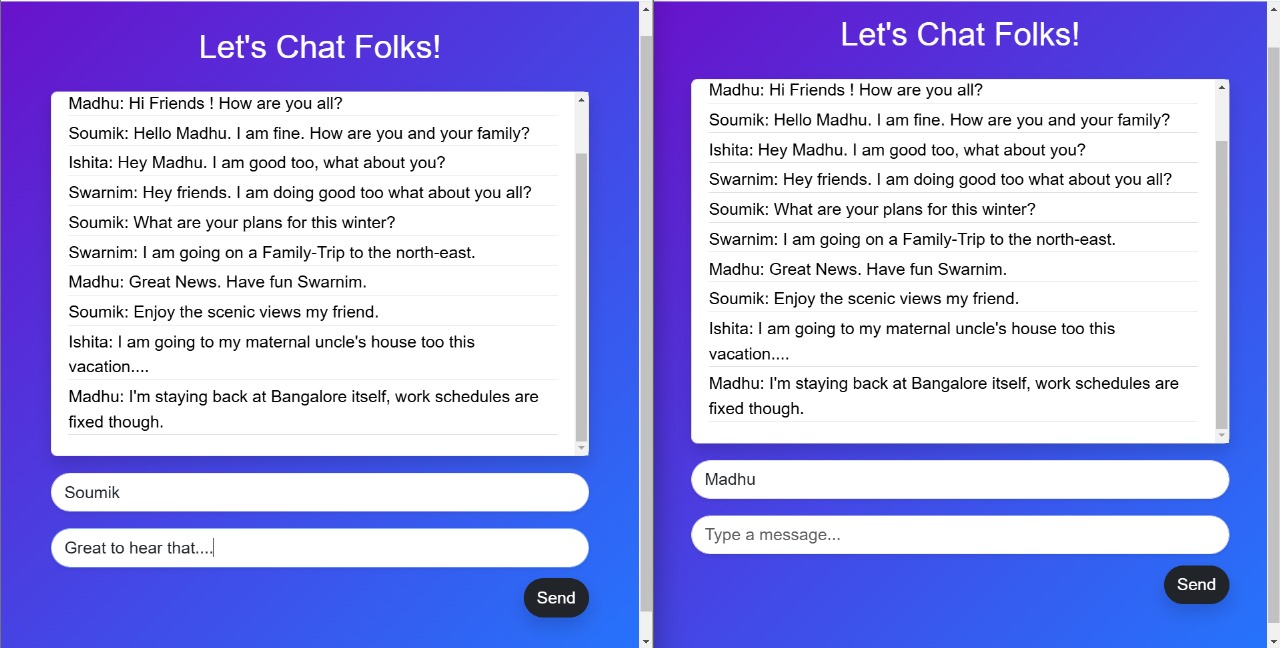 Let's Chat Folks!
Madhu: Hi Friends ! How are you all?
Soumik: Hello Madhu. I am fine. How are you and your family?
Ishita: Hey Madhu. I am good too, what about you?
Swarnim: Hey friends. I am doing good too what about you all?
Soumik: What are your plans for this winter?
Swarnim: I am going on a Family-Trip to the north-east.
Madhu: Great News. Have fun Swarnim.
Soumik: Enjoy the scenic views my friend.
Ishita: I am going to my maternal uncle's house too this
vacation....
Madhu: I'm staying back at Bangalore itself, work schedules are
fixed though.
Soumik
Great to hear that....
Send
Let's Chat Folks!
Madhu: Hi Friends ! How are you all?
Soumik: Hello Madhu. I am fine. How are you and your family?
Ishita: Hey Madhu. I am good too, what about you?
Swarnim: Hey friends. I am doing good too what about you all?
Soumik: What are your plans for this winter?
Swarnim: I am going on a Family-Trip to the north-east.
Madhu: Great News. Have fun Swarnim.
Soumik: Enjoy the scenic views my friend.
Ishita: I am going to my maternal uncle's house too this
vacation....
Madhu: I'm staying back at Bangalore itself, work schedules are
fixed though.
Madhu
Type a message...
Send